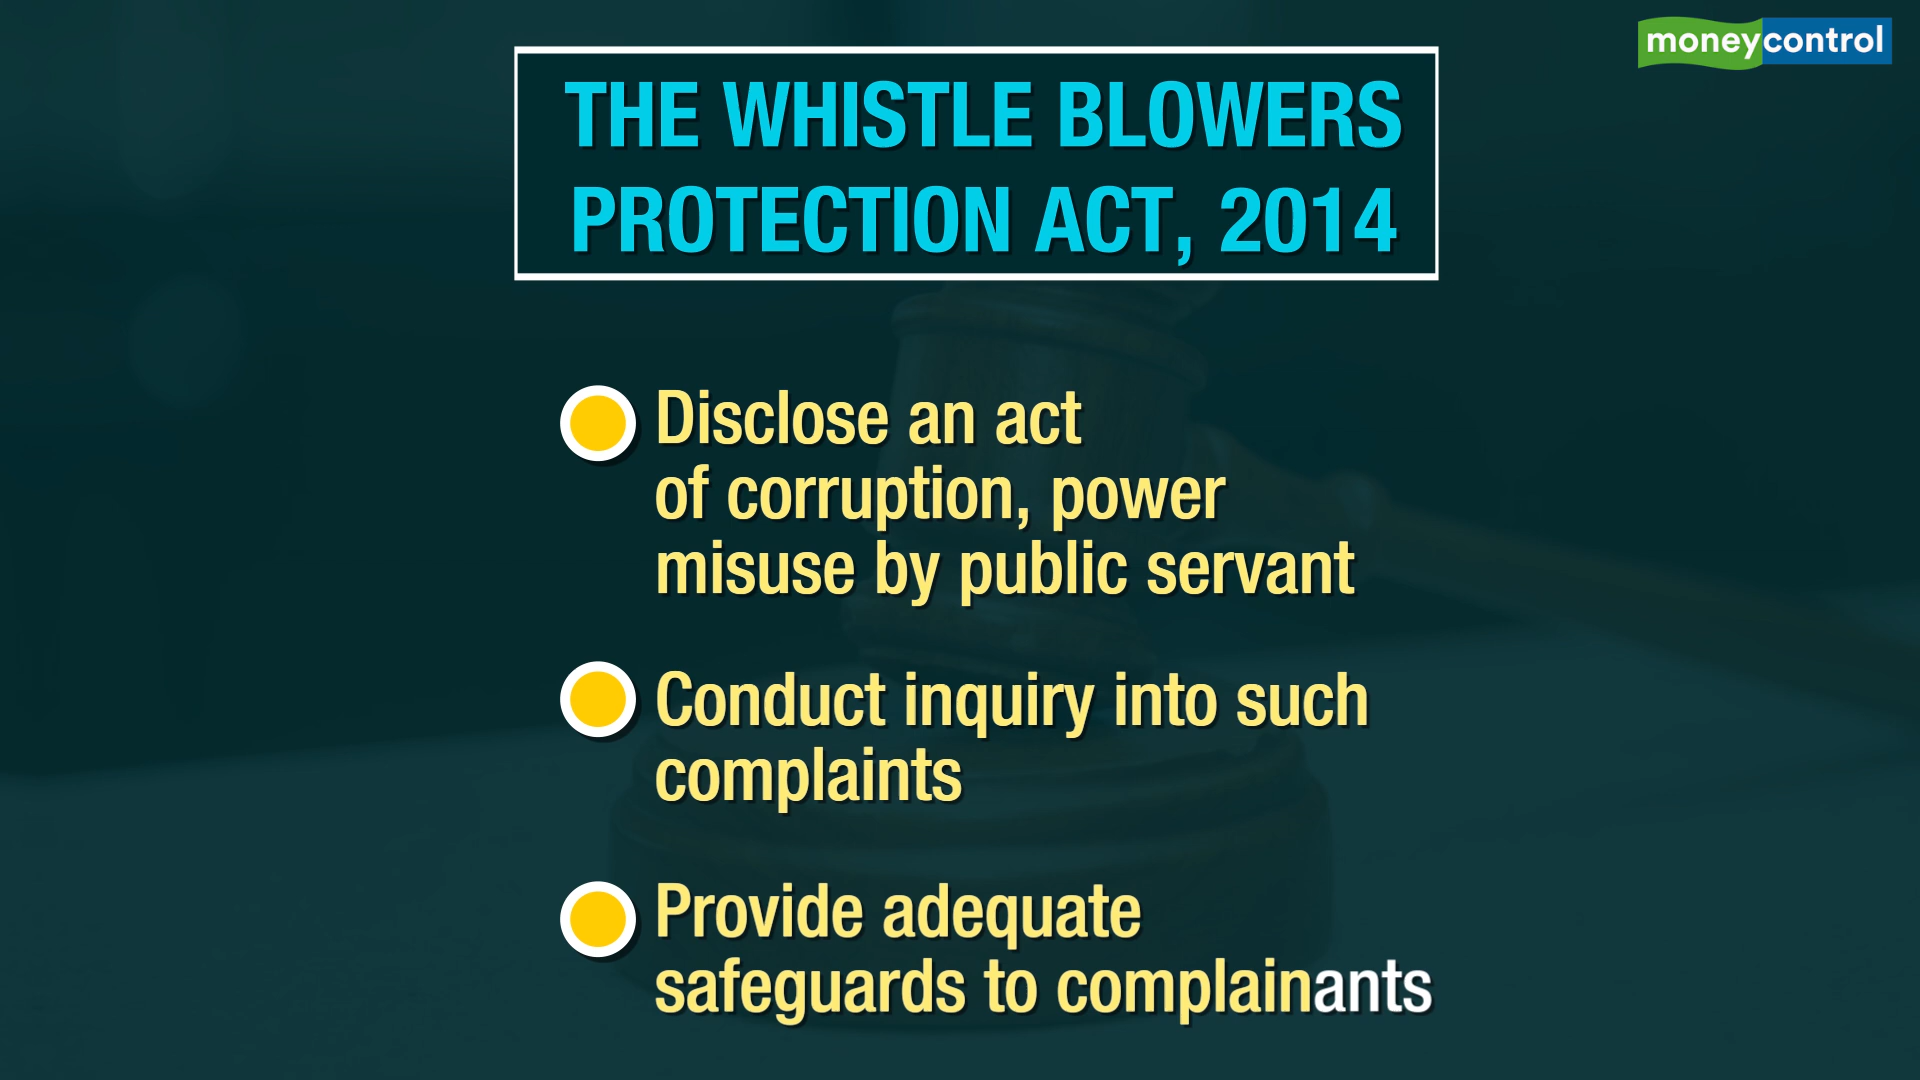 moneycontrol
THE WHISTLE BLOWERS
PROTECTION ACT, 2014
Disclose an act
of corruption, power
misuse by public servant
Conduct inquiry into such
complaints
Provide adequate
safeguards to complainants